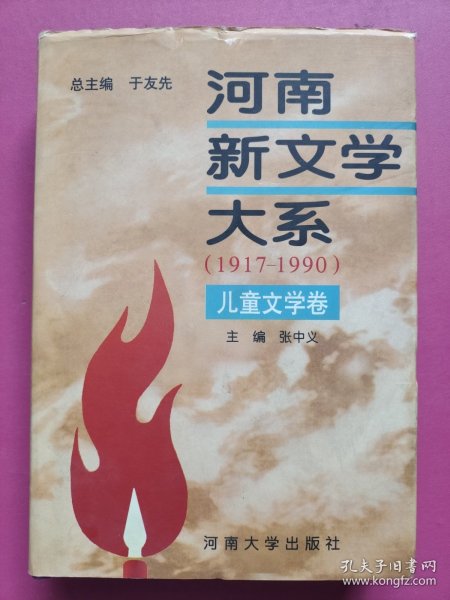 总主编 于友先
河南
新文学
大系
(1917-1990)
儿童文学卷
主 编 张中义
河南大学出版社
孔夫子旧书网
www.kongfz.com